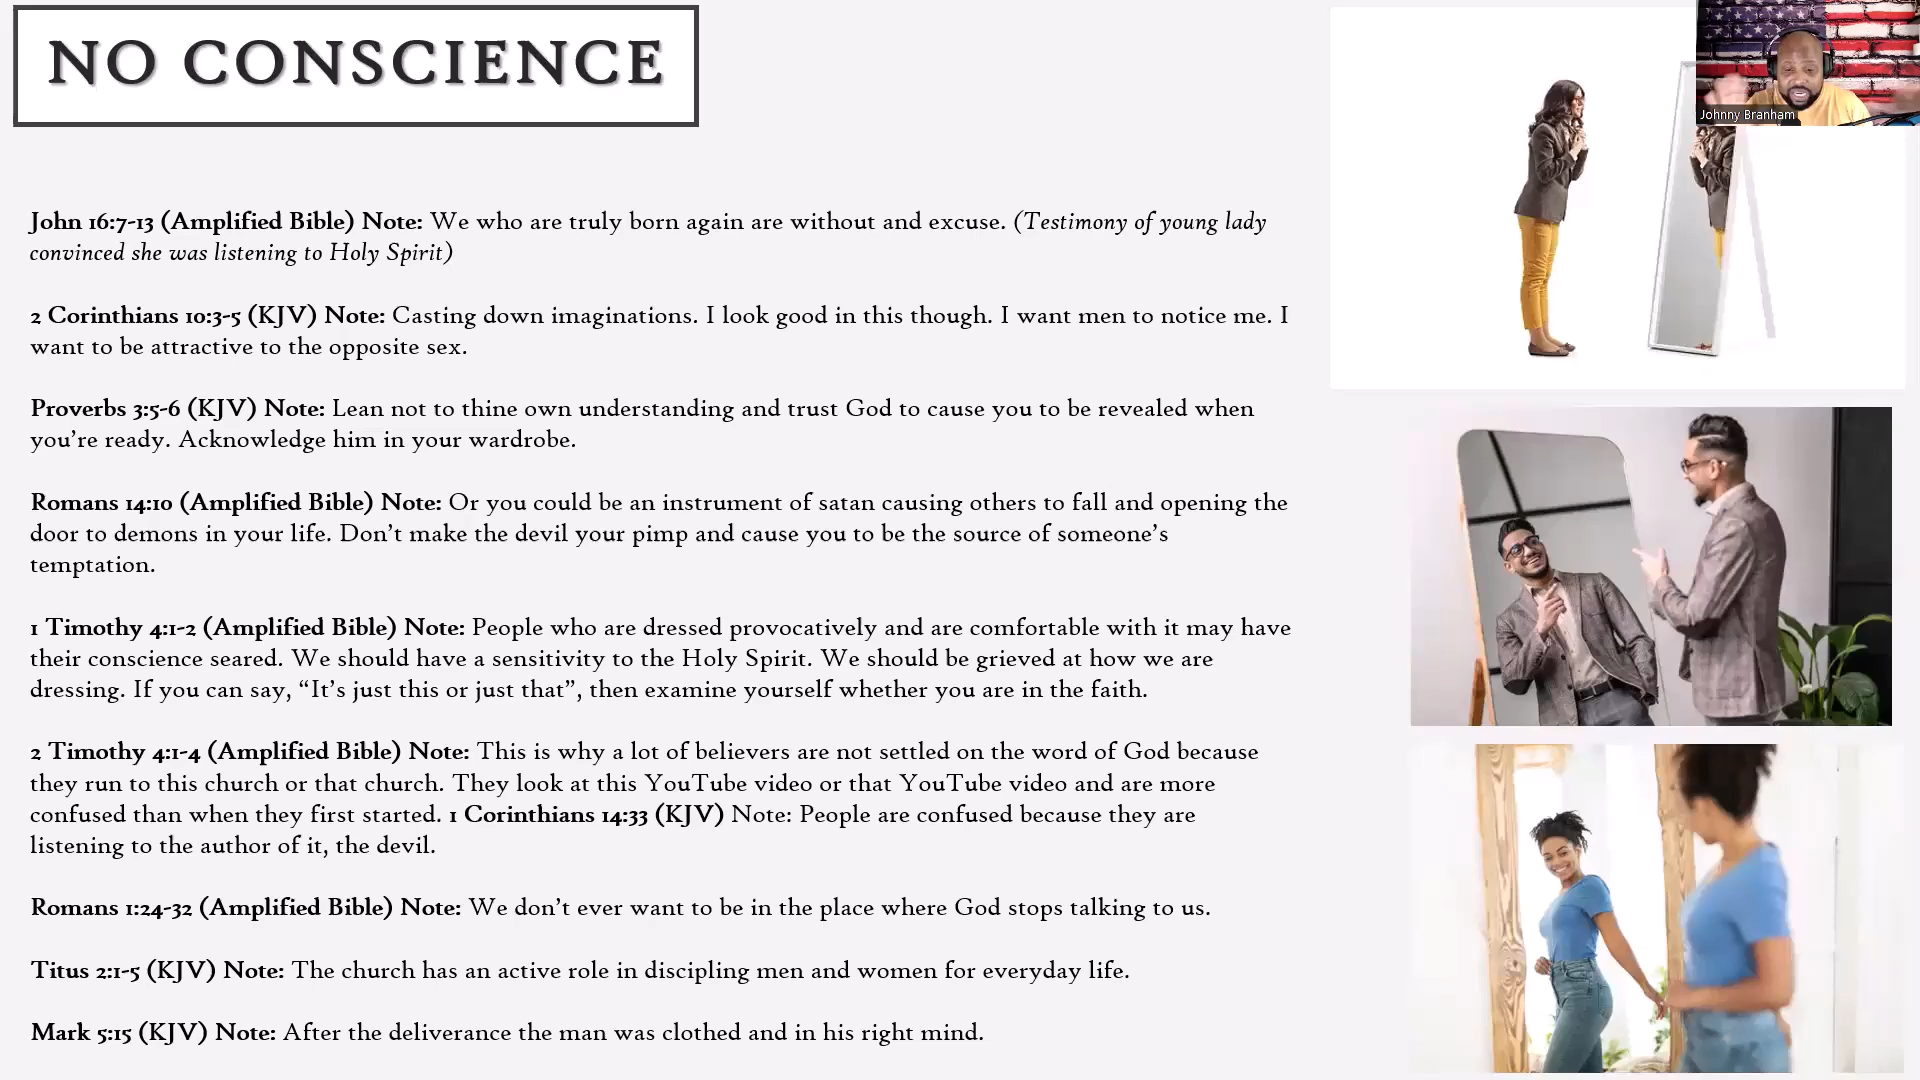 NO CONSCIENCE
John 16:7-13 (Amplified Bible) Note: We who are truly born again are without and excuse. (Testimony of young lady
convinced she was listening to Holy Spirit)
2 Corinthians 10:3-5 (KJV) Note: Casting down imaginations. I look good in this though. I want men to notice me. I
want to be attractive to the opposite sex.
Proverbs 3:5-6 (KJV) Note: Lean not to thine own understanding and trust God to cause you to be revealed when
you’re ready. Acknowledge him in your wardrobe.
Romans 14:10 (Amplified Bible) Note: Or you could be an instrument of satan causing others to fall and opening the
door to demons in your life. Don’t make the devil your pimp and cause you to be the source of someone’s
temptation.
1 Timothy 4:1-2 (Amplified Bible) Note: People who are dressed provocatively and are comfortable with it may have
their conscience seared. We should have a sensitivity to the Holy Spirit. We should be grieved at how we are
dressing. If you can say, “It’s just this or just that”, then examine yourself whether you are in the faith.
2 Timothy 4:1-4 (Amplified Bible) Note: This is why a lot of believers are not settled on the word of God because
they run to this church or that church. They look at this YouTube video or that YouTube video and are more
confused than when they first started. 1 Corinthians 14:33 (KJV) Note: People are confused because they are
listening to the author of it, the devil.
Romans 1:24-32 (Amplified Bible) Note: We don’t ever want to be in the place where God stops talking to us.
Titus 2:1-5 (KJV) Note: The church has an active role in discipling men and women for everyday life.
Mark 5:15 (KJV) Note: After the deliverance the man was clothed and in his right mind.
Johnny Branham